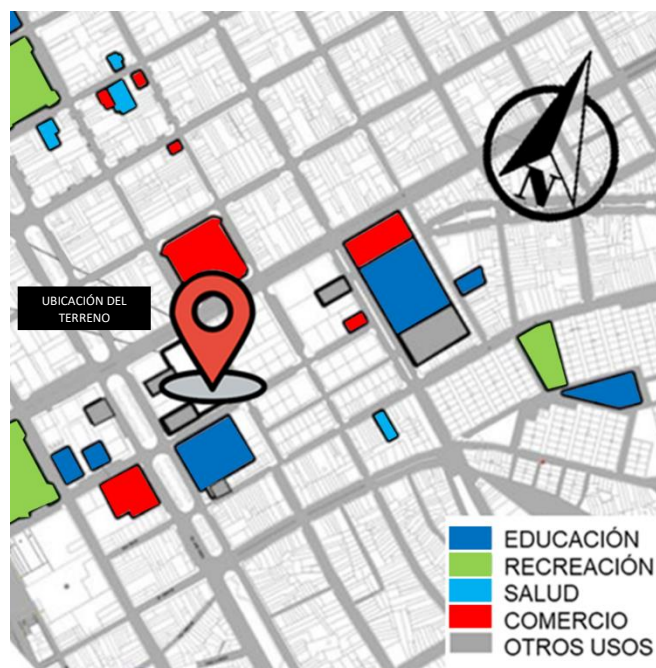 N
UBICACIÓN DEL
TERRENO
EDUCACIÓN
RECREACIÓN
SALUD
COMERCIO
OTROS USOS